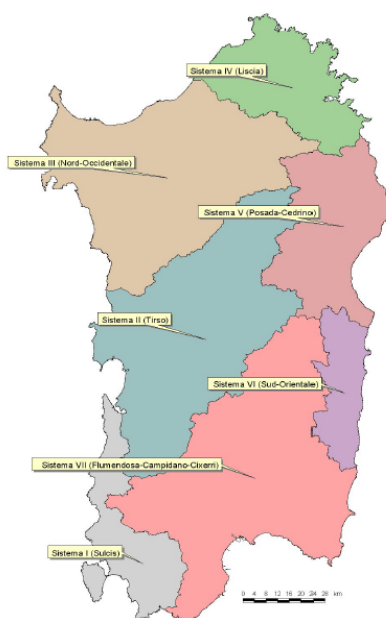 Sistema IV (Liscia)
Sistema III (Nord-Occidentale)
Sistema V (Posada-Cedrino)
Sistema II (Tirso)
Sistema VI (Sud-Orientale)
Sistema VII (Flumendosa-Campidano-Cixerri)
Sistema I (Sulcis)
0 4 8 12 16 20 24 28 km